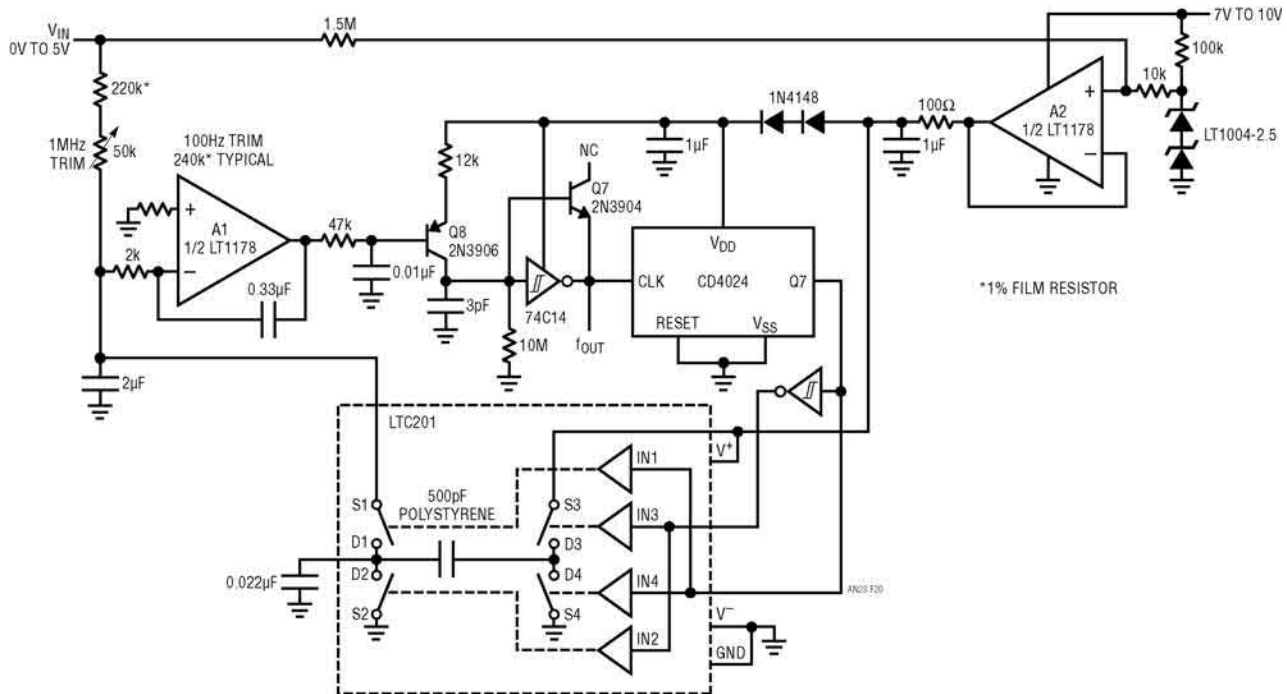 VIN
0V TO 5V
1.5M
7V TO 10V
100k
220k*
10k
1N4148
100Ω
+
A2
1/2 LT1178
–
LT1004-2.5
1MHz
TRIM
50k
100Hz TRIM
240k* TYPICAL
12k
1µF
1µF
NC
Q7
2N3904
+
A1
1/2 LT1178
–
47k
Q8
2N3906
2k
0.01µF
0.33µF
3pF
74C14
10M
fOUT
VDD
CLK
CD4024
Q7
RESET
VSS
*1% FILM RESISTOR
2µF
LTC201
V+
IN1
500pF
POLYSTYRENE
S1
S3
IN3
D1
D3
0.022µF
D2
D4
IN4
AN23 F20
S2
S4
V–
IN2
GND